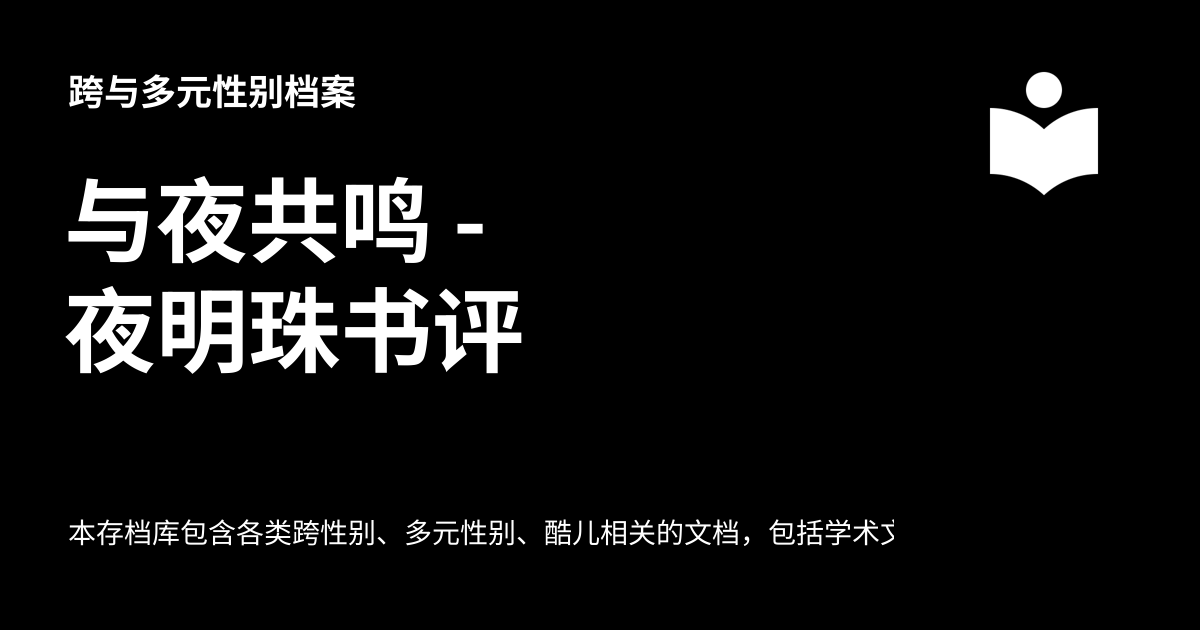 跨与多元性别档案
与夜共鸣 -
夜明珠书评
本存档库包含各类跨性别、多元性别、酷儿相关的文档，包括学术文